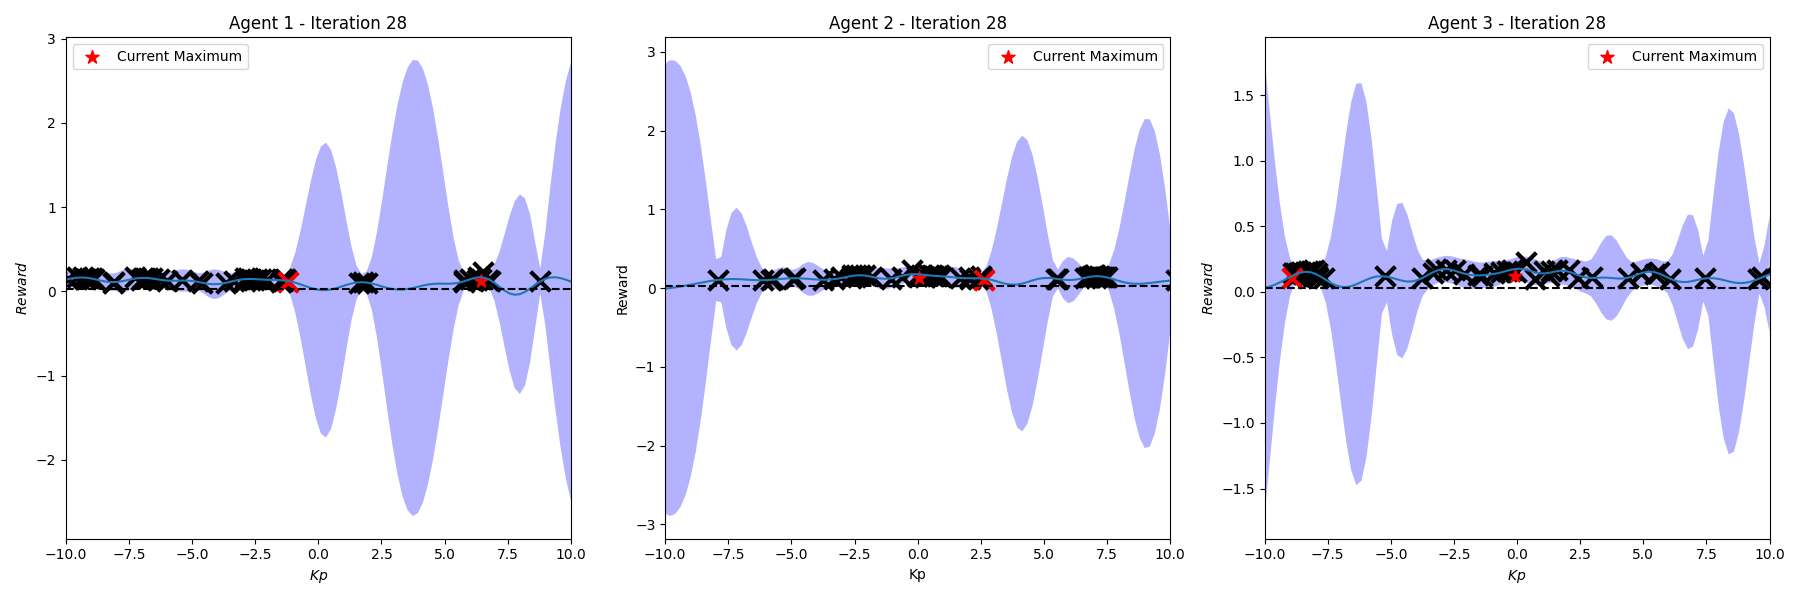 Agent 1 - Iteration 28
Current Maximum
3
2
1
0
−1
−2
Reward
−10.0 −7.5 −5.0 −2.5 0.0 2.5 5.0 7.5 10.0
Kp
Agent 2 - Iteration 28
Current Maximum
3
2
1
0
−1
−2
−3
Reward
−10.0 −7.5 −5.0 −2.5 0.0 2.5 5.0 7.5 10.0
Kp
Agent 3 - Iteration 28
Current Maximum
1.5
1.0
0.5
0.0
−0.5
−1.0
−1.5
Reward
−10.0 −7.5 −5.0 −2.5 0.0 2.5 5.0 7.5 10.0
Kp